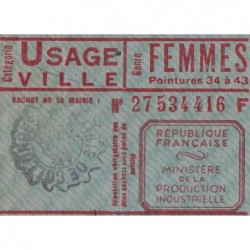 Catégorie
USAGE
VILLE
Genre
FEMMES
Pointures 34 à 43
CACHET DE LA MAIRIE :
Nº 27534416 F
RÉPUBLIQUE
FRANÇAISE
MINISTÈRE
DE LA
PRODUCTION
INDUSTRIELLE